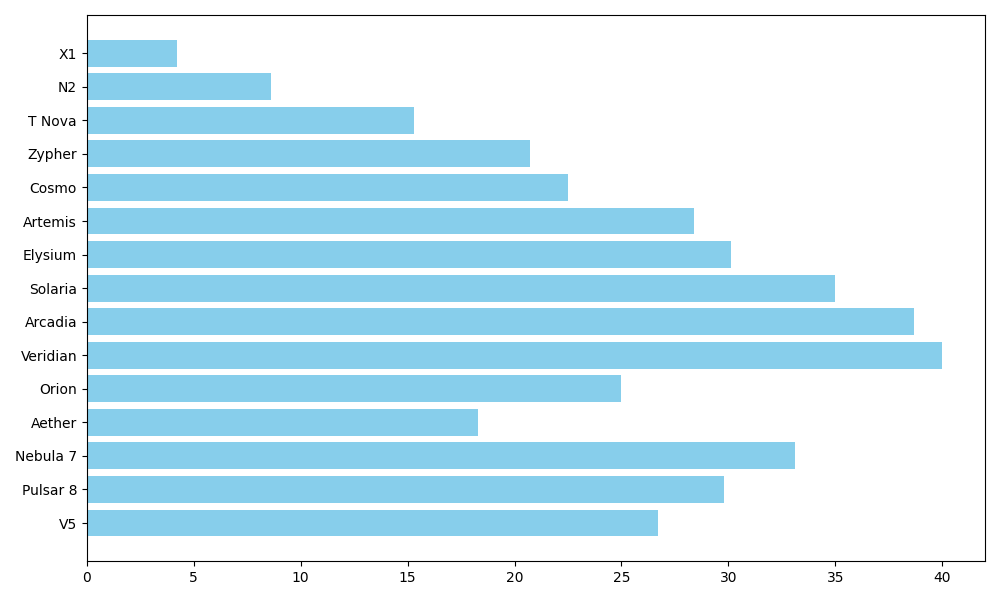 X1
N2
T Nova
Zypher
Cosmo
Artemis
Elysium
Solaria
Arcadia
Veridian
Orion
Aether
Nebula 7
Pulsar 8
V5
0 5 10 15 20 25 30 35 40